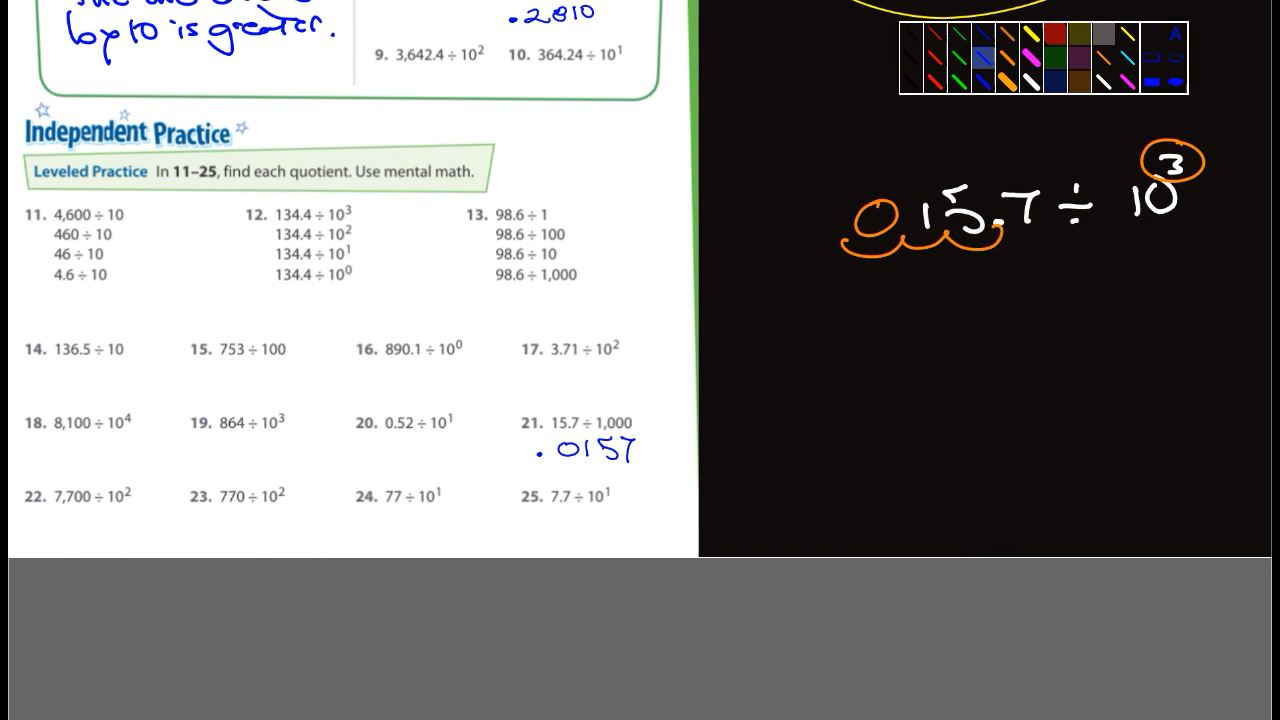 by 10 is greater.
.2810
9. 3,642.4 ÷ 10² 10. 364.24 ÷ 10¹
Independent Practice
Leveled Practice In 11–25, find each quotient. Use mental math.
11. 4,600 ÷ 10 12. 134.4 ÷ 10³ 13. 98.6 ÷ 1
460 ÷ 10 134.4 ÷ 10² 98.6 ÷ 100
46 ÷ 10 134.4 ÷ 10¹ 98.6 ÷ 10
4.6 ÷ 10 134.4 ÷ 10⁰ 98.6 ÷ 1,000
14. 136.5 ÷ 10 15. 753 ÷ 100 16. 890.1 ÷ 10⁰ 17. 3.71 ÷ 10²
18. 8,100 ÷ 10⁴ 19. 864 ÷ 10³ 20. 0.52 ÷ 10¹ 21. 15.7 ÷ 1,000
.0157
22. 7,700 ÷ 10² 23. 770 ÷ 10² 24. 77 ÷ 10¹ 25. 7.7 ÷ 10¹
A
015.7 ÷ 10³